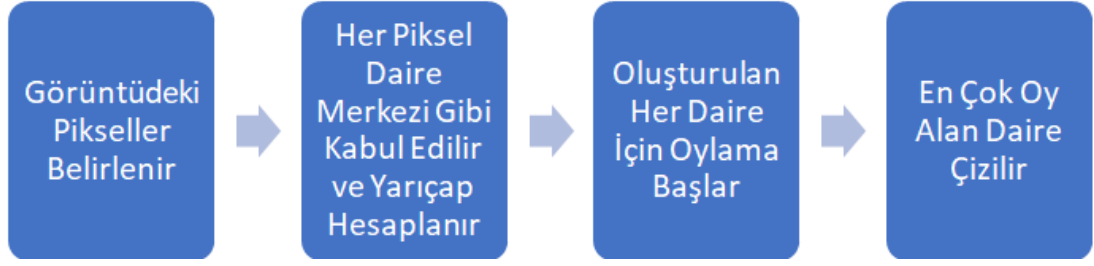 Görüntüdeki
Pikseller
Belirlenir
Her Piksel
Daire
Merkezi Gibi
Kabul Edilir
ve Yarıçap
Hesaplanır
Oluşturulan
Her Daire
İçin Oylama
Başlar
En Çok Oy
Alan Daire
Çizilir